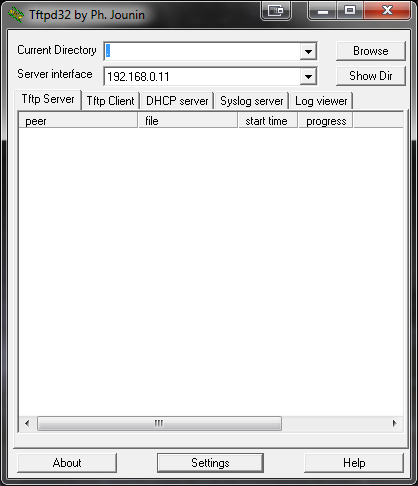 Tftpd32 by Ph. Jounin
Current Directory . Browse
Server interface 192.168.0.11 Show Dir
Tftp Server Tftp Client DHCP server Syslog server Log viewer
peer file start time progress
About Settings Help